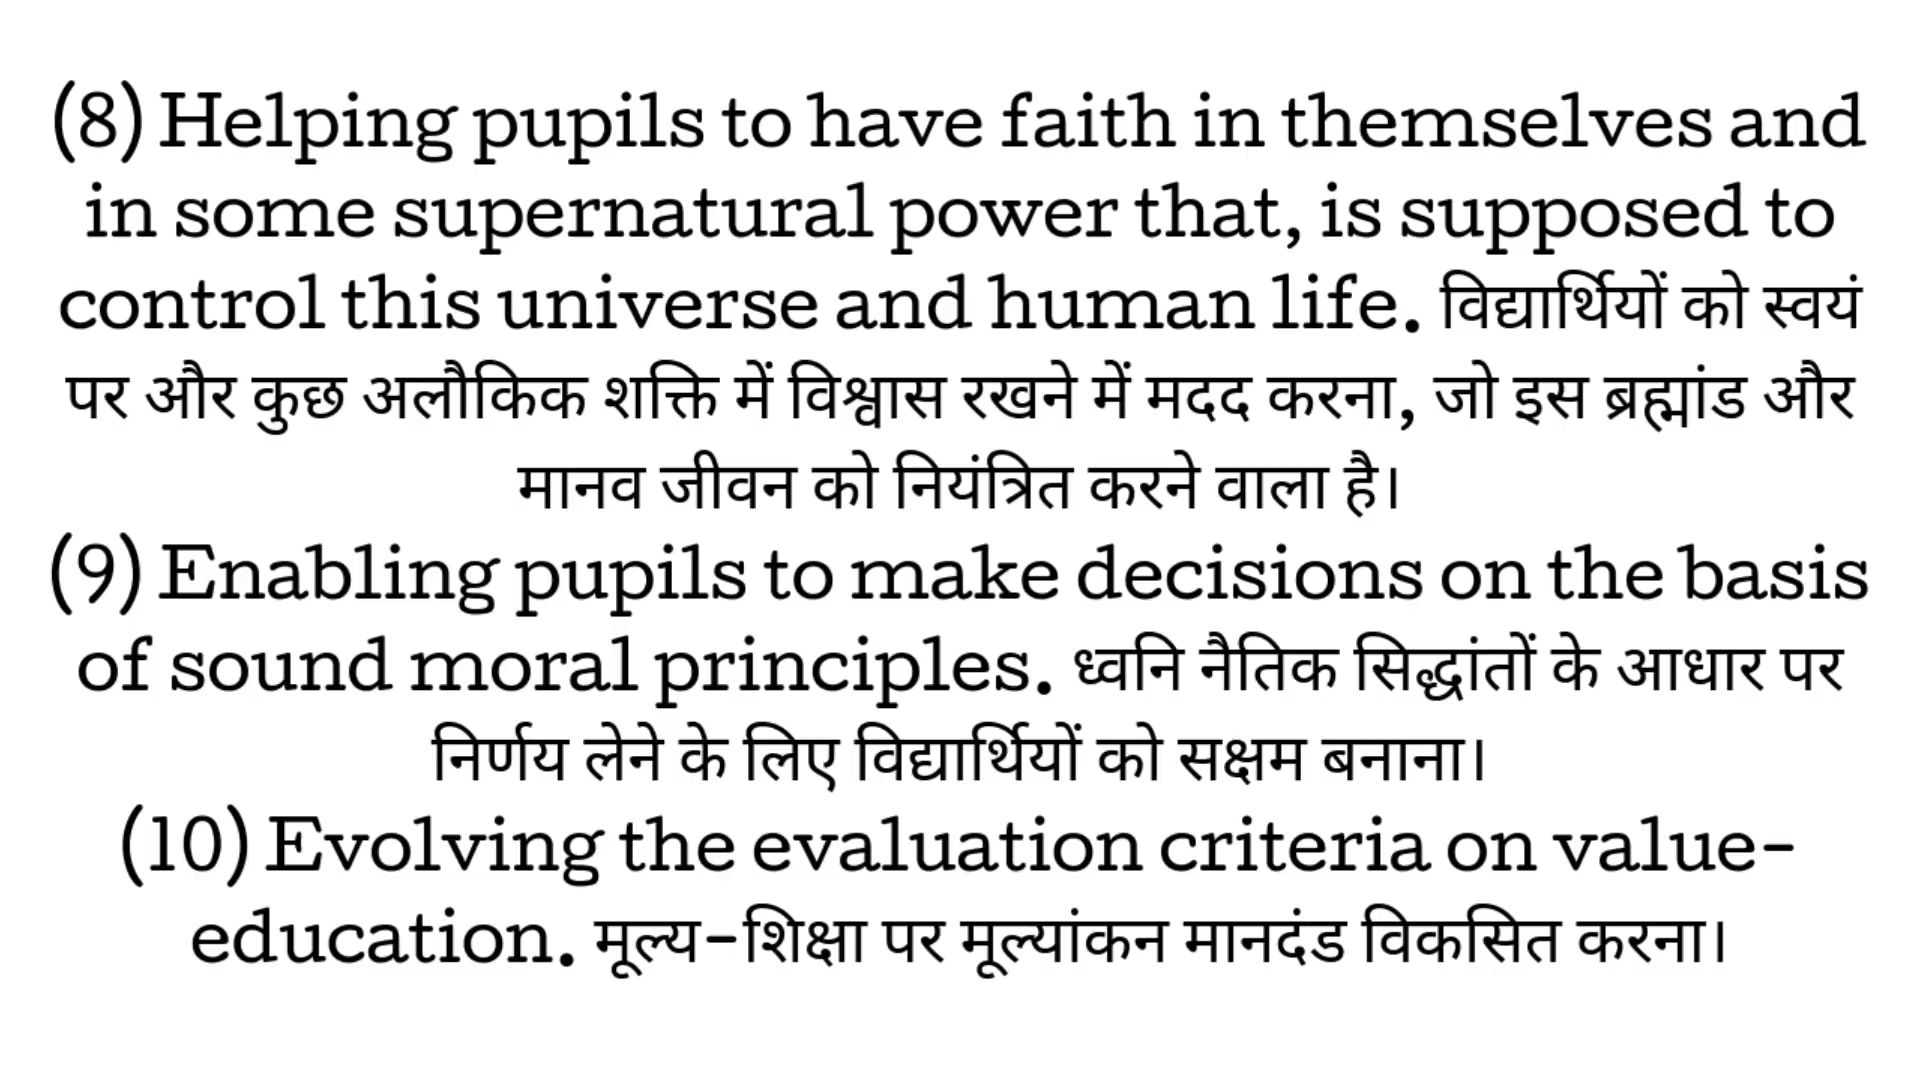 (8) Helping pupils to have faith in themselves and
in some supernatural power that, is supposed to
control this universe and human life. विद्यार्थियों को स्वयं
पर और कुछ अलौकिक शक्ति में विश्वास रखने में मदद करना, जो इस ब्रह्मांड और
मानव जीवन को नियंत्रित करने वाला है।
(9) Enabling pupils to make decisions on the basis
of sound moral principles. ध्वनि नैतिक सिद्धांतों के आधार पर
निर्णय लेने के लिए विद्यार्थियों को सक्षम बनाना।
(10) Evolving the evaluation criteria on value-
education. मूल्य-शिक्षा पर मूल्यांकन मानदंड विकसित करना।